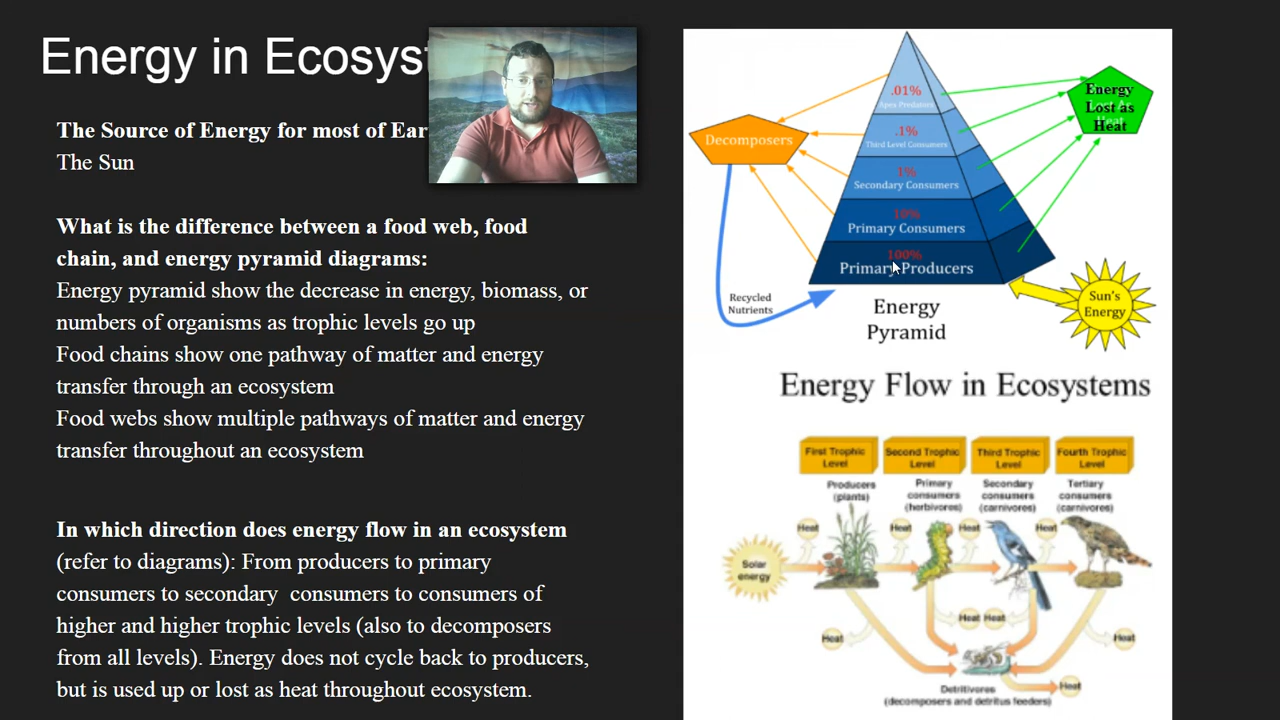 Energy in Ecosyst
The Source of Energy for most of Ear
The Sun
What is the difference between a food web, food
chain, and energy pyramid diagrams:
Energy pyramid show the decrease in energy, biomass, or
numbers of organisms as trophic levels go up
Food chains show one pathway of matter and energy
transfer through an ecosystem
Food webs show multiple pathways of matter and energy
transfer throughout an ecosystem
In which direction does energy flow in an ecosystem
(refer to diagrams): From producers to primary
consumers to secondary consumers to consumers of
higher and higher trophic levels (also to decomposers
from all levels). Energy does not cycle back to producers,
but is used up or lost as heat throughout ecosystem.
.01%
Apex Predators
.1%
Third Level Consumers
1%
Secondary Consumers
10%
Primary Consumers
100%
Primary Producers
Decomposers
Energy
Lost as
Heat
Recycled
Nutrients
Sun's
Energy
Energy
Pyramid
Energy Flow in Ecosystems
First Trophic
Level
Second Trophic
Level
Third Trophic
Level
Fourth Trophic
Level
Producers
(plants)
Primary
consumers
(herbivores)
Secondary
consumers
(carnivores)
Tertiary
consumers
(carnivores)
Heat
Heat
Heat
Heat
Solar
energy
Heat
Heat
Heat
Heat
Heat
Detritivores
(decomposers and detritus feeders)